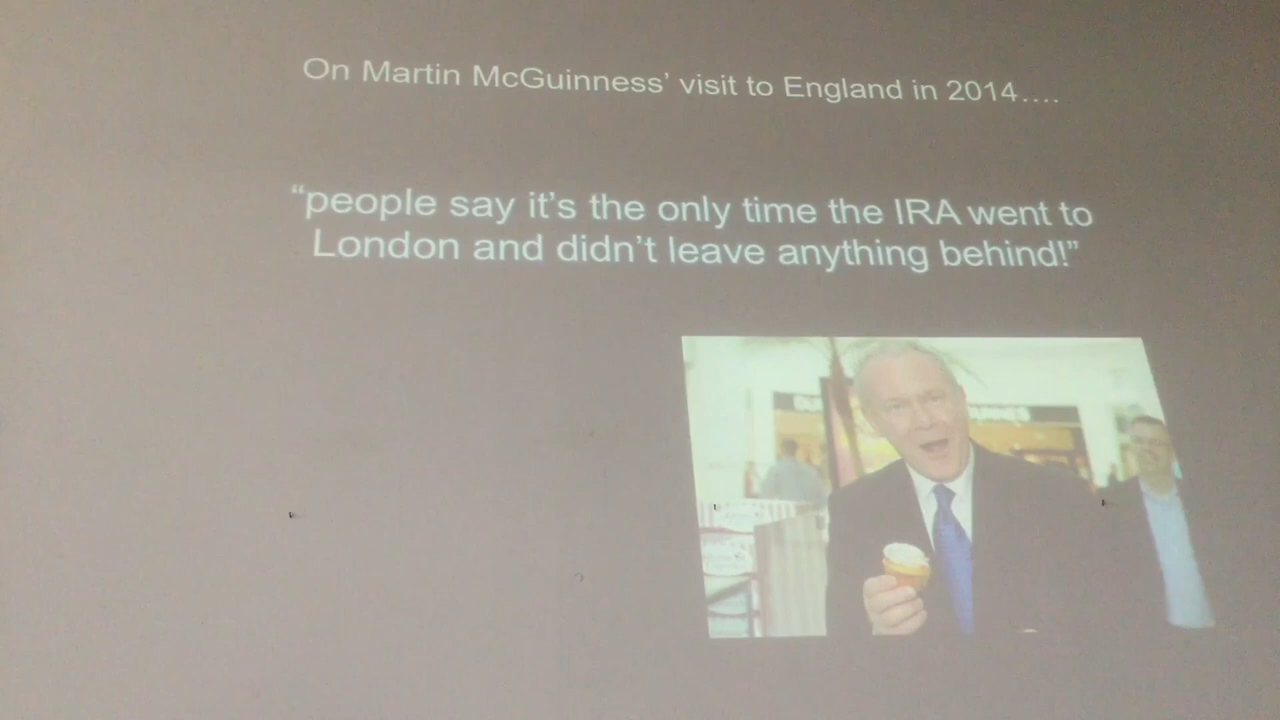 On Martin McGuinness’ visit to England in 2014….
“people say it’s the only time the IRA went to
London and didn’t leave anything behind!”